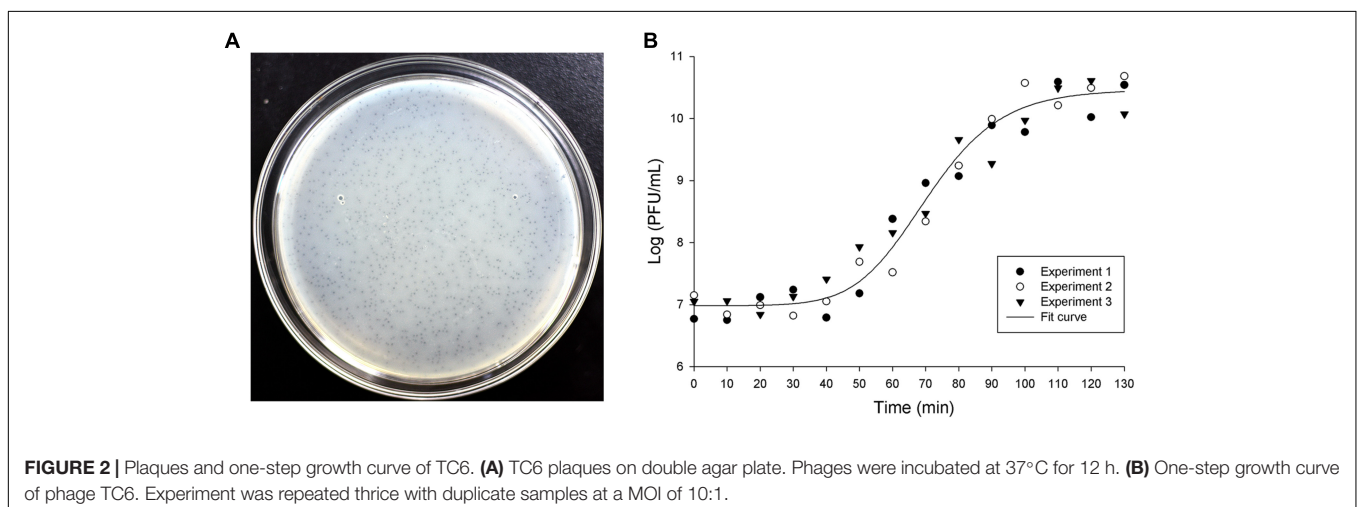 A
B
11
10
9
8
7
6
Log (PFU/mL)
Experiment 1
Experiment 2
Experiment 3
Fit curve
0 10 20 30 40 50 60 70 80 90 100 110 120 130
Time (min)
FIGURE 2 | Plaques and one-step growth curve of TC6. (A) TC6 plaques on double agar plate. Phages were incubated at 37°C for 12 h. (B) One-step growth curve
of phage TC6. Experiment was repeated thrice with duplicate samples at a MOI of 10:1.